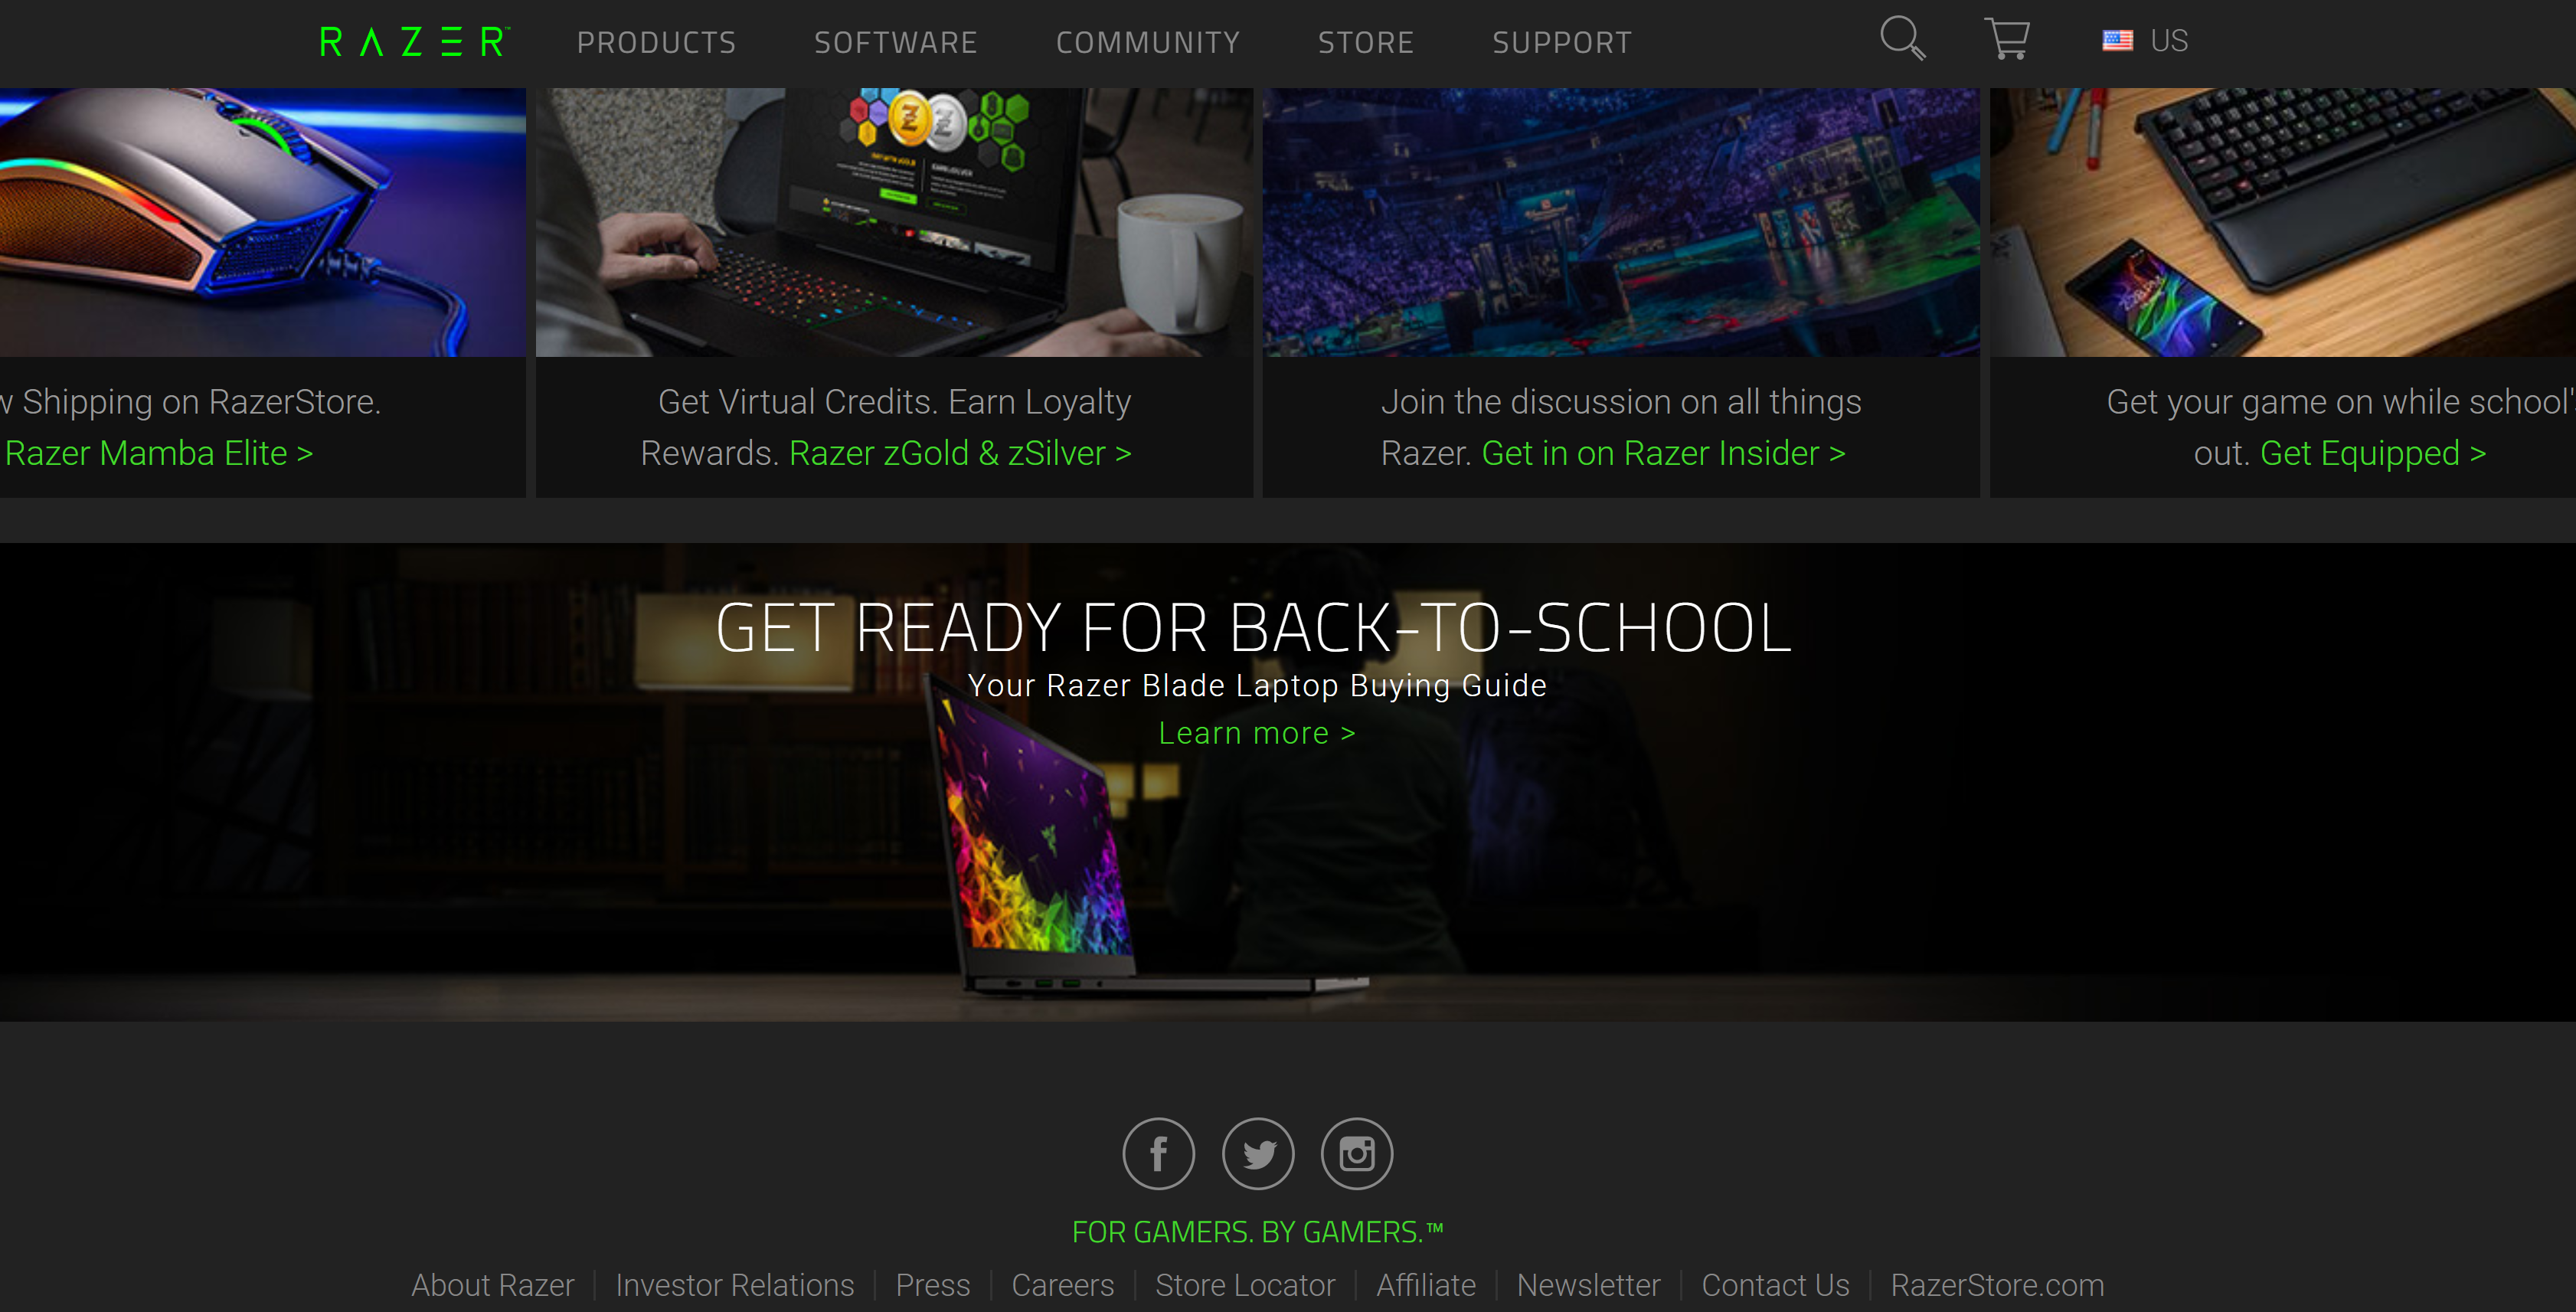 RAZER™
PRODUCTS
SOFTWARE
COMMUNITY
STORE
SUPPORT
US
Shipping on RazerStore.
Razer Mamba Elite >
Get Virtual Credits. Earn Loyalty
Rewards. Razer zGold & zSilver >
Join the discussion on all things
Razer. Get in on Razer Insider >
Get your game on while school'
out. Get Equipped >
GET READY FOR BACK-TO-SCHOOL
Your Razer Blade Laptop Buying Guide
Learn more >
FOR GAMERS. BY GAMERS.™
About Razer
Investor Relations
Press
Careers
Store Locator
Affiliate
Newsletter
Contact Us
RazerStore.com